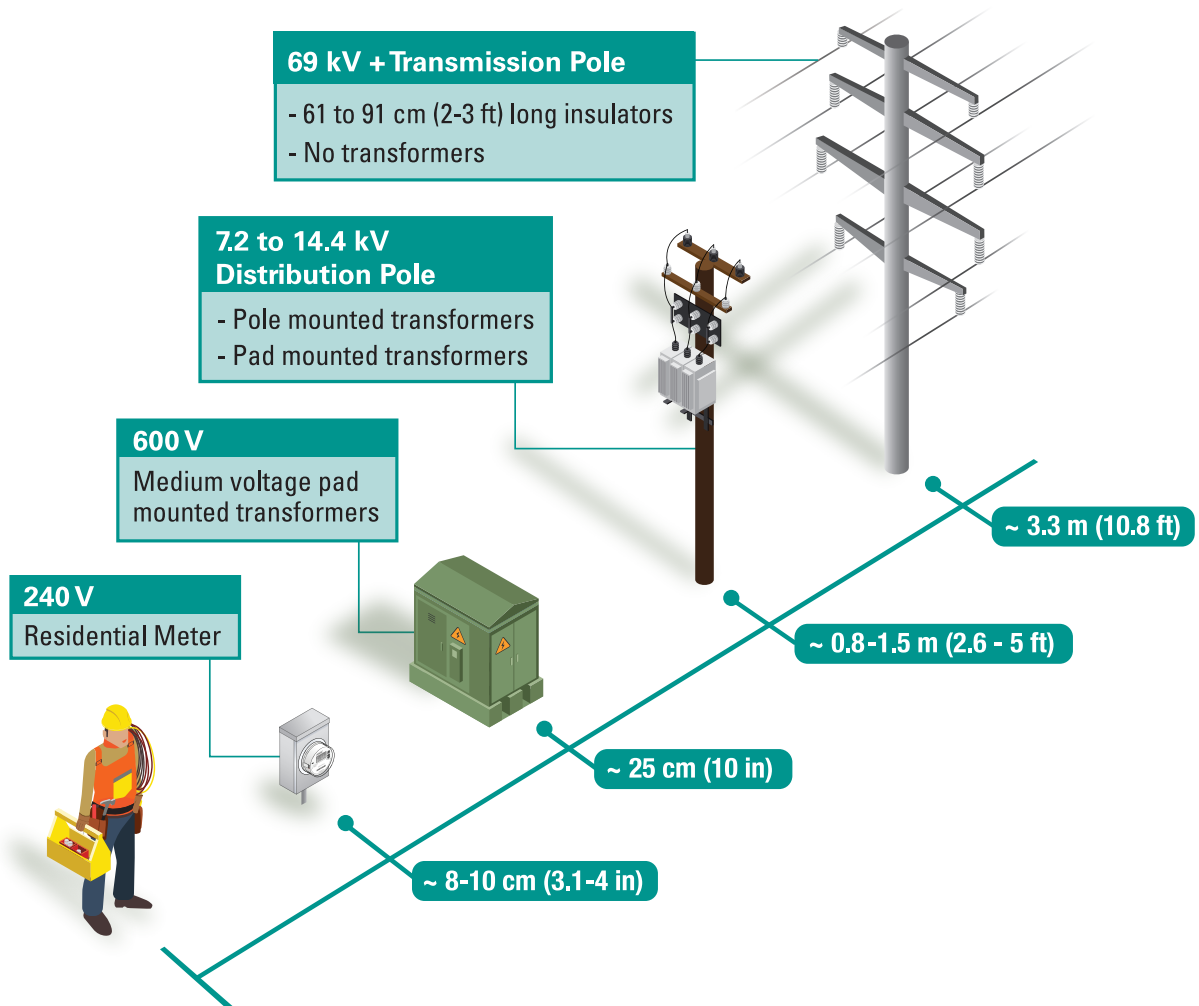 69 kV + Transmission Pole
- 61 to 91 cm (2-3 ft) long insulators
- No transformers
7.2 to 14.4 kV
Distribution Pole
- Pole mounted transformers
- Pad mounted transformers
600 V
Medium voltage pad
mounted transformers
240 V
Residential Meter
~ 3.3 m (10.8 ft)
~ 0.8-1.5 m (2.6 - 5 ft)
~ 25 cm (10 in)
~ 8-10 cm (3.1-4 in)